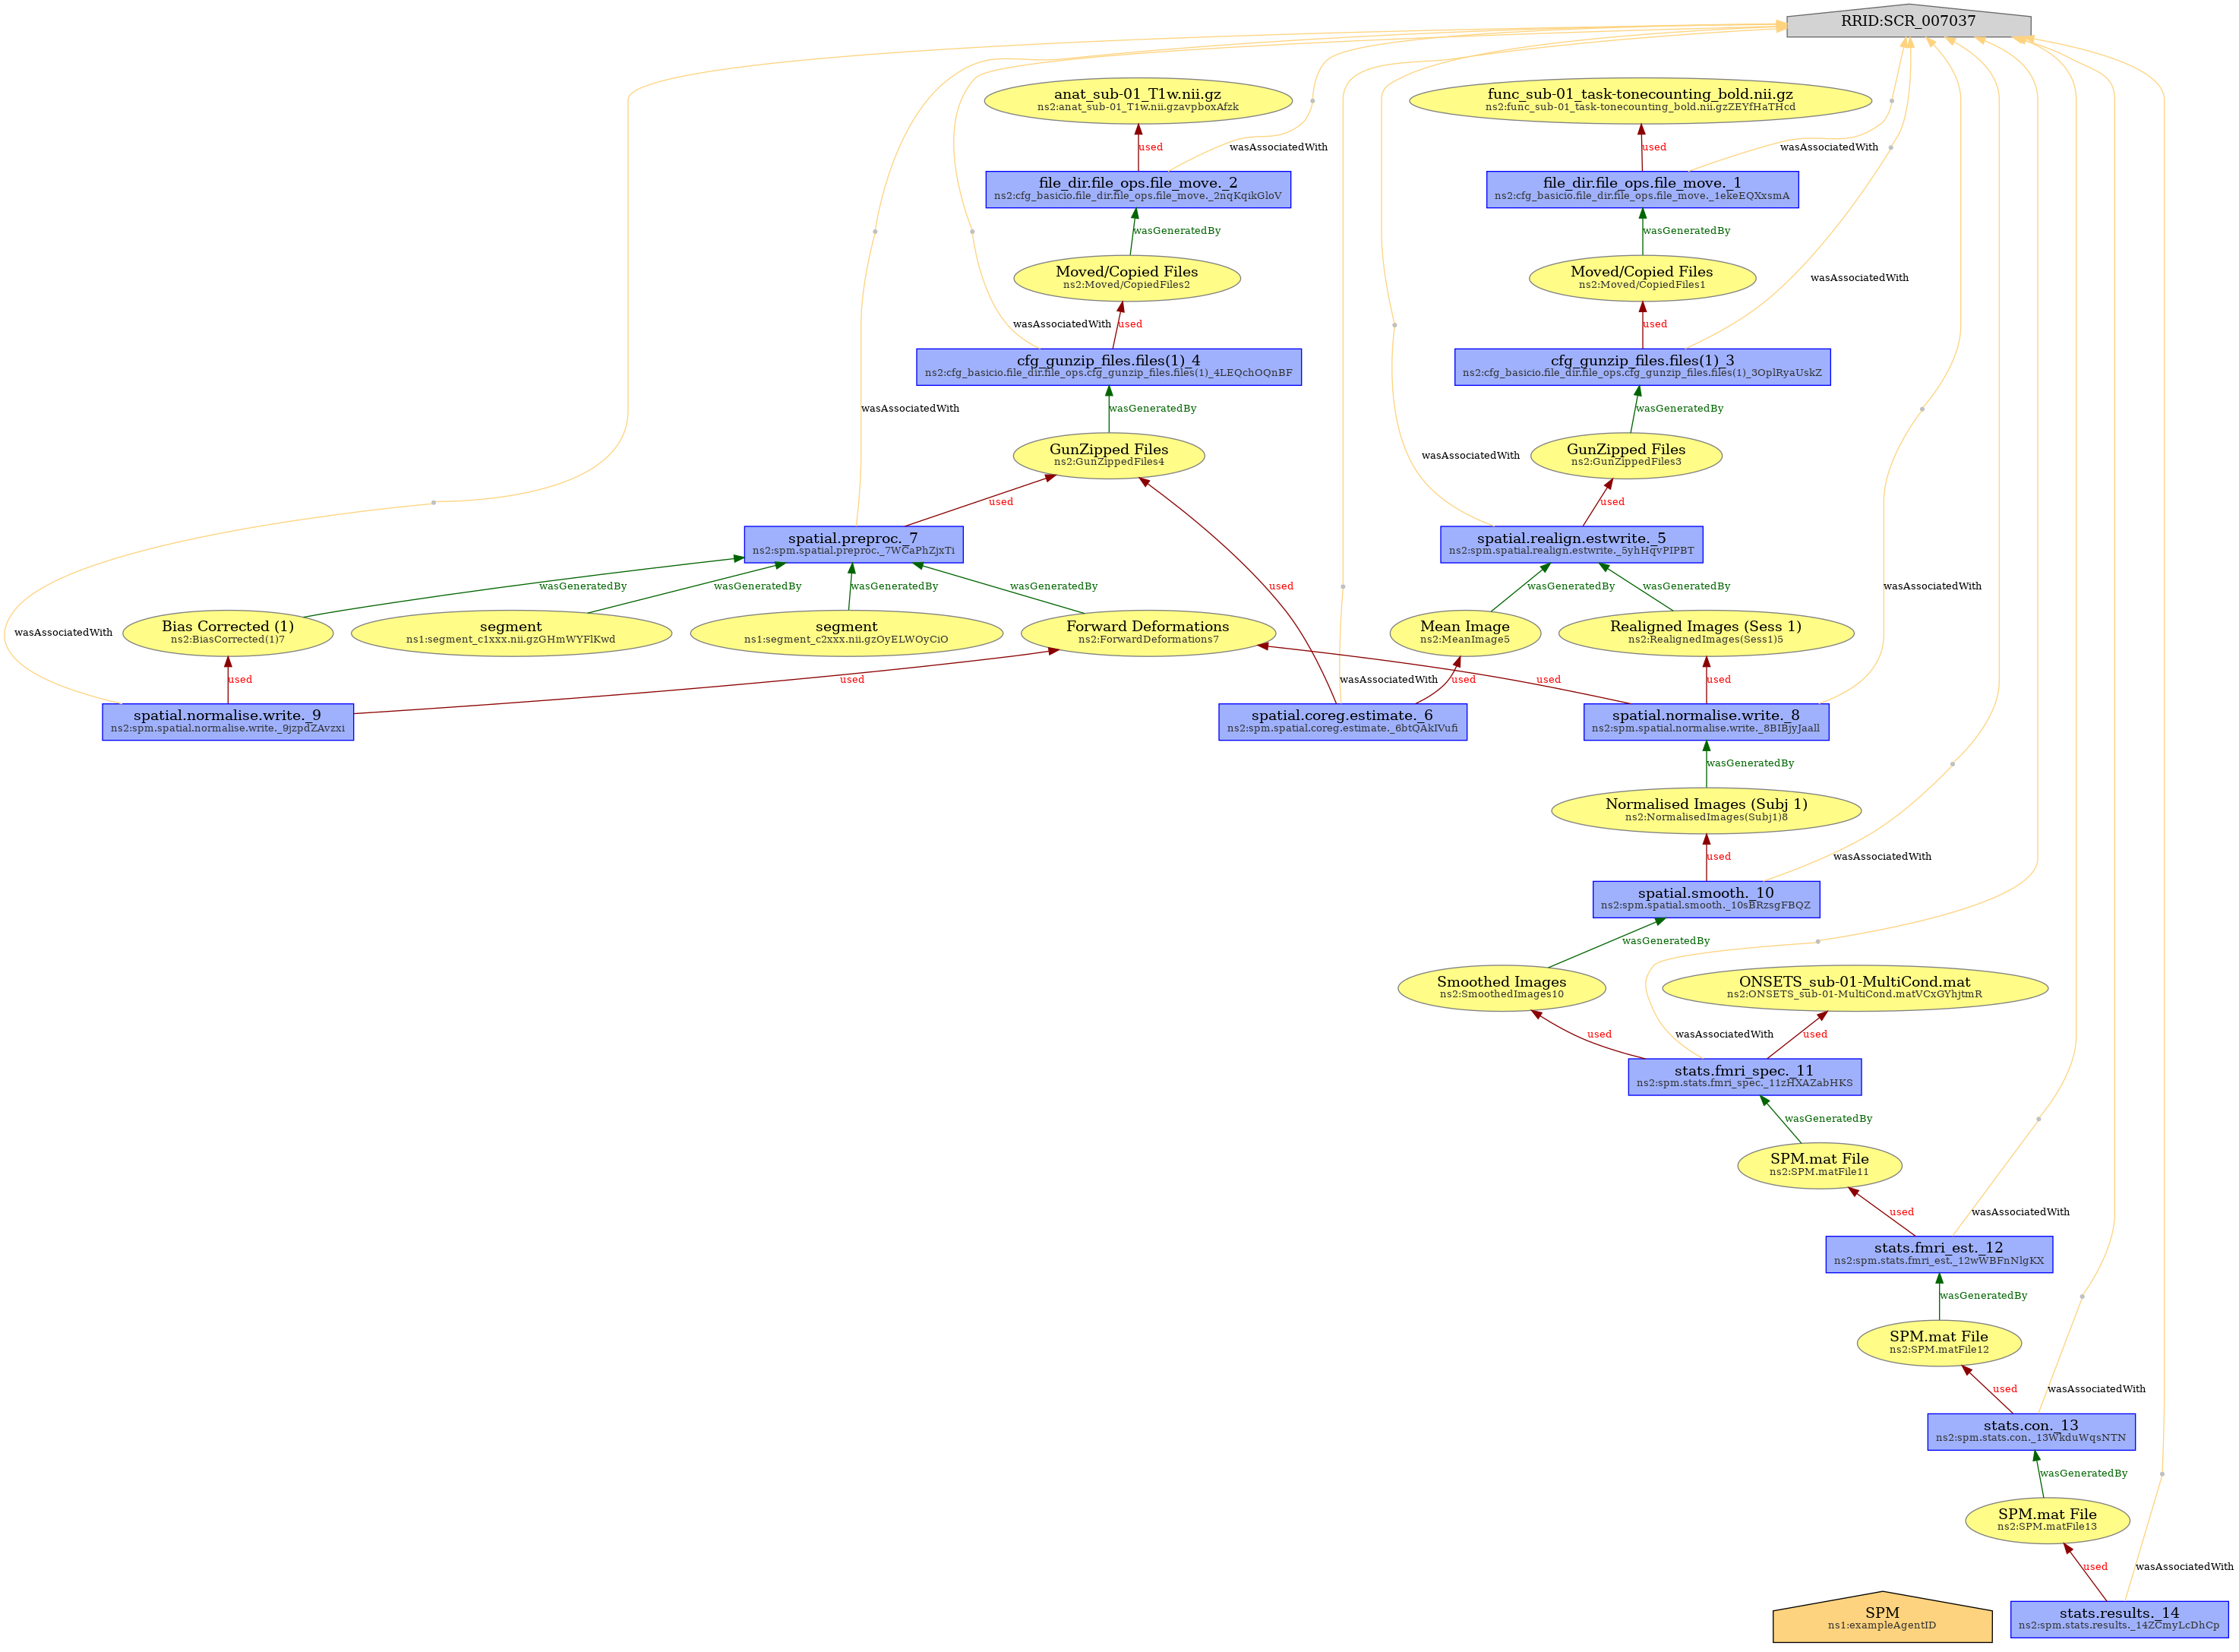 RRID:SCR_007037
anat_sub-01_T1w.nii.gz
ns2:anat_sub-01_T1w.nii.gzavpboxAfzk
func_sub-01_task-tonecounting_bold.nii.gz
ns2:func_sub-01_task-tonecounting_bold.nii.gzZEYfHaTHcd
used
wasAssociatedWith
used
wasAssociatedWith
file_dir.file_ops.file_move._2
ns2:cfg_basicio.file_dir.file_ops.file_move._2nqKqikGloV
file_dir.file_ops.file_move._1
ns2:cfg_basicio.file_dir.file_ops.file_move._1ekeEQXxsmA
wasGeneratedBy
wasGeneratedBy
Moved/Copied Files
ns2:Moved/CopiedFiles2
Moved/Copied Files
ns2:Moved/CopiedFiles1
wasAssociatedWith
wasAssociatedWith
used
used
cfg_gunzip_files.files(1)_4
ns2:cfg_basicio.file_dir.file_ops.cfg_gunzip_files.files(1)_4LEQchOQnBF
cfg_gunzip_files.files(1)_3
ns2:cfg_basicio.file_dir.file_ops.cfg_gunzip_files.files(1)_3OplRyaUskZ
wasAssociatedWith
wasGeneratedBy
wasGeneratedBy
GunZipped Files
ns2:GunZippedFiles4
wasAssociatedWith
GunZipped Files
ns2:GunZippedFiles3
used
used
spatial.preproc._7
ns2:spm.spatial.preproc._7WCaPhZjxTi
spatial.realign.estwrite._5
ns2:spm.spatial.realign.estwrite._5yhHqvPIPBT
wasGeneratedBy
wasGeneratedBy
wasGeneratedBy
wasGeneratedBy
used
wasGeneratedBy
wasGeneratedBy
wasAssociatedWith
wasAssociatedWith
Bias Corrected (1)
ns2:BiasCorrected(1)7
segment
ns1:segment_c1xxx.nii.gzGHmWYFlKwd
segment
ns1:segment_c2xxx.nii.gzOyELWOyCiO
Forward Deformations
ns2:ForwardDeformations7
Mean Image
ns2:MeanImage5
Realigned Images (Sess 1)
ns2:RealignedImages(Sess1)5
used
used
wasAssociatedWith
used
used
used
spatial.normalise.write._9
ns2:spm.spatial.normalise.write._9jzpdZAvzxi
spatial.coreg.estimate._6
ns2:spm.spatial.coreg.estimate._6btQAkIVufi
spatial.normalise.write._8
ns2:spm.spatial.normalise.write._8BIBjyJaall
wasGeneratedBy
Normalised Images (Subj 1)
ns2:NormalisedImages(Subj1)8
used
wasAssociatedWith
spatial.smooth._10
ns2:spm.spatial.smooth._10sBRzsgFBQZ
wasGeneratedBy
Smoothed Images
ns2:SmoothedImages10
ONSETS_sub-01-MultiCond.mat
ns2:ONSETS_sub-01-MultiCond.matVCxGYhjtmR
used
wasAssociatedWith
used
stats.fmri_spec._11
ns2:spm.stats.fmri_spec._11zHXAZabHKS
wasGeneratedBy
SPM.mat File
ns2:SPM.matFile11
used
wasAssociatedWith
stats.fmri_est._12
ns2:spm.stats.fmri_est._12wWBFnNlgKX
wasGeneratedBy
SPM.mat File
ns2:SPM.matFile12
used
wasAssociatedWith
stats.con._13
ns2:spm.stats.con._13WkduWqsNTN
wasGeneratedBy
SPM.mat File
ns2:SPM.matFile13
used
wasAssociatedWith
SPM
ns1:exampleAgentID
stats.results._14
ns2:spm.stats.results._14ZCmyLcDhCp